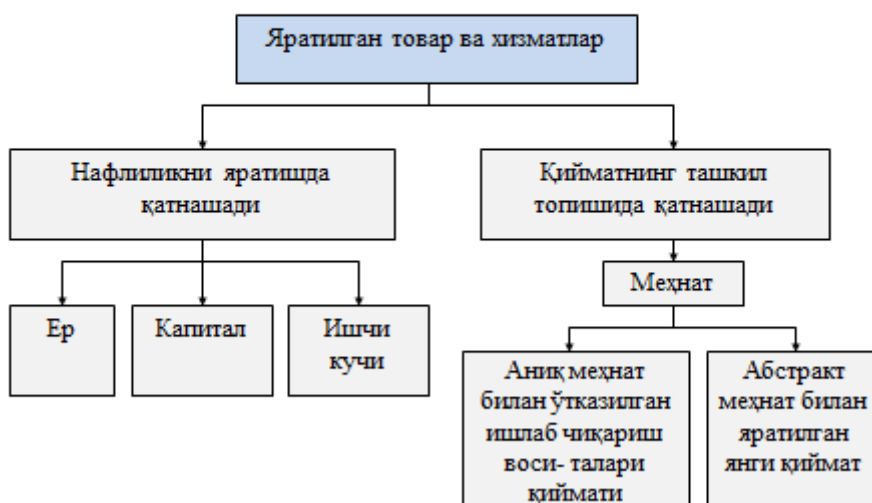 Яратилган товар ва хизматлар
Нафлиликни яратишда
қатнашади
Қийматнинг ташкил
топишида қатнашади
Меҳнат
Ер
Капитал
Ишчи
кучи
Аниқ меҳнат
билан ўтказилган
ишлаб чиқариш
воси- талари
қиймати
Абстракт
меҳнат билан
яратилган
янги қиймат